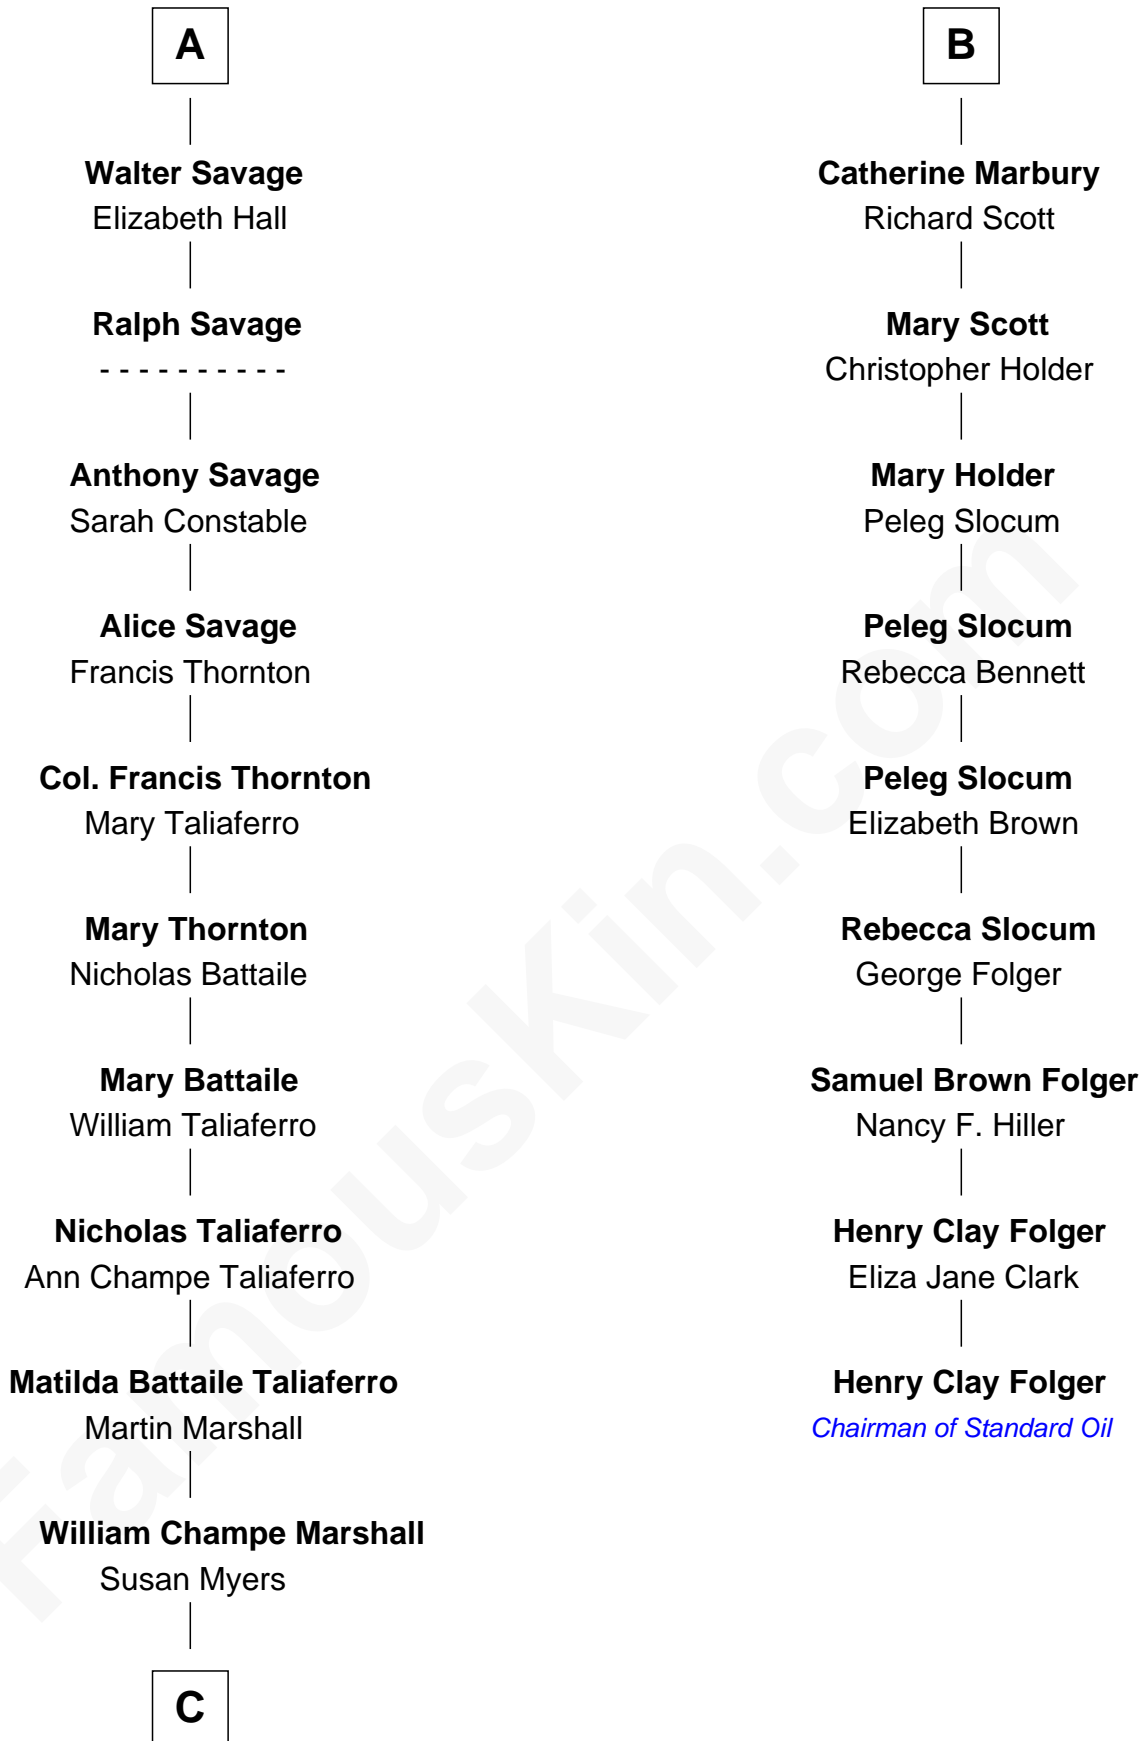 A
Walter Savage
Elizabeth Hall
Ralph Savage
- - - - - - - - - -
Anthony Savage
Sarah Constable
Alice Savage
Francis Thornton
Col. Francis Thornton
Mary Taliaferro
Mary Thornton
Nicholas Battaile
Mary Battaile
William Taliaferro
Nicholas Taliaferro
Ann Champe Taliaferro
Matilda Battaile Taliaferro
Martin Marshall
William Champe Marshall
Susan Myers
C
B
Catherine Marbury
Richard Scott
Mary Scott
Christopher Holder
Mary Holder
Peleg Slocum
Peleg Slocum
Rebecca Bennett
Peleg Slocum
Elizabeth Brown
Rebecca Slocum
George Folger
Samuel Brown Folger
Nancy F. Hiller
Henry Clay Folger
Eliza Jane Clark
Henry Clay Folger
Chairman of Standard Oil
FamousKin.com